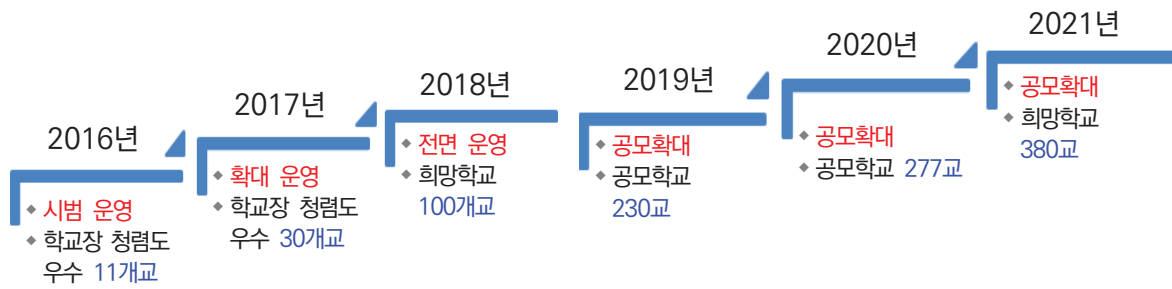 2016년
◆ 시범 운영
◆ 학교장 청렴도
우수 11개교
2017년
◆ 확대 운영
◆ 학교장 청렴도
우수 30개교
2018년
◆ 전면 운영
◆ 희망학교
100개교
2019년
◆ 공모확대
◆ 공모학교
230교
2020년
◆ 공모확대
◆ 공모학교 277교
2021년
◆ 공모확대
◆ 희망학교
380교